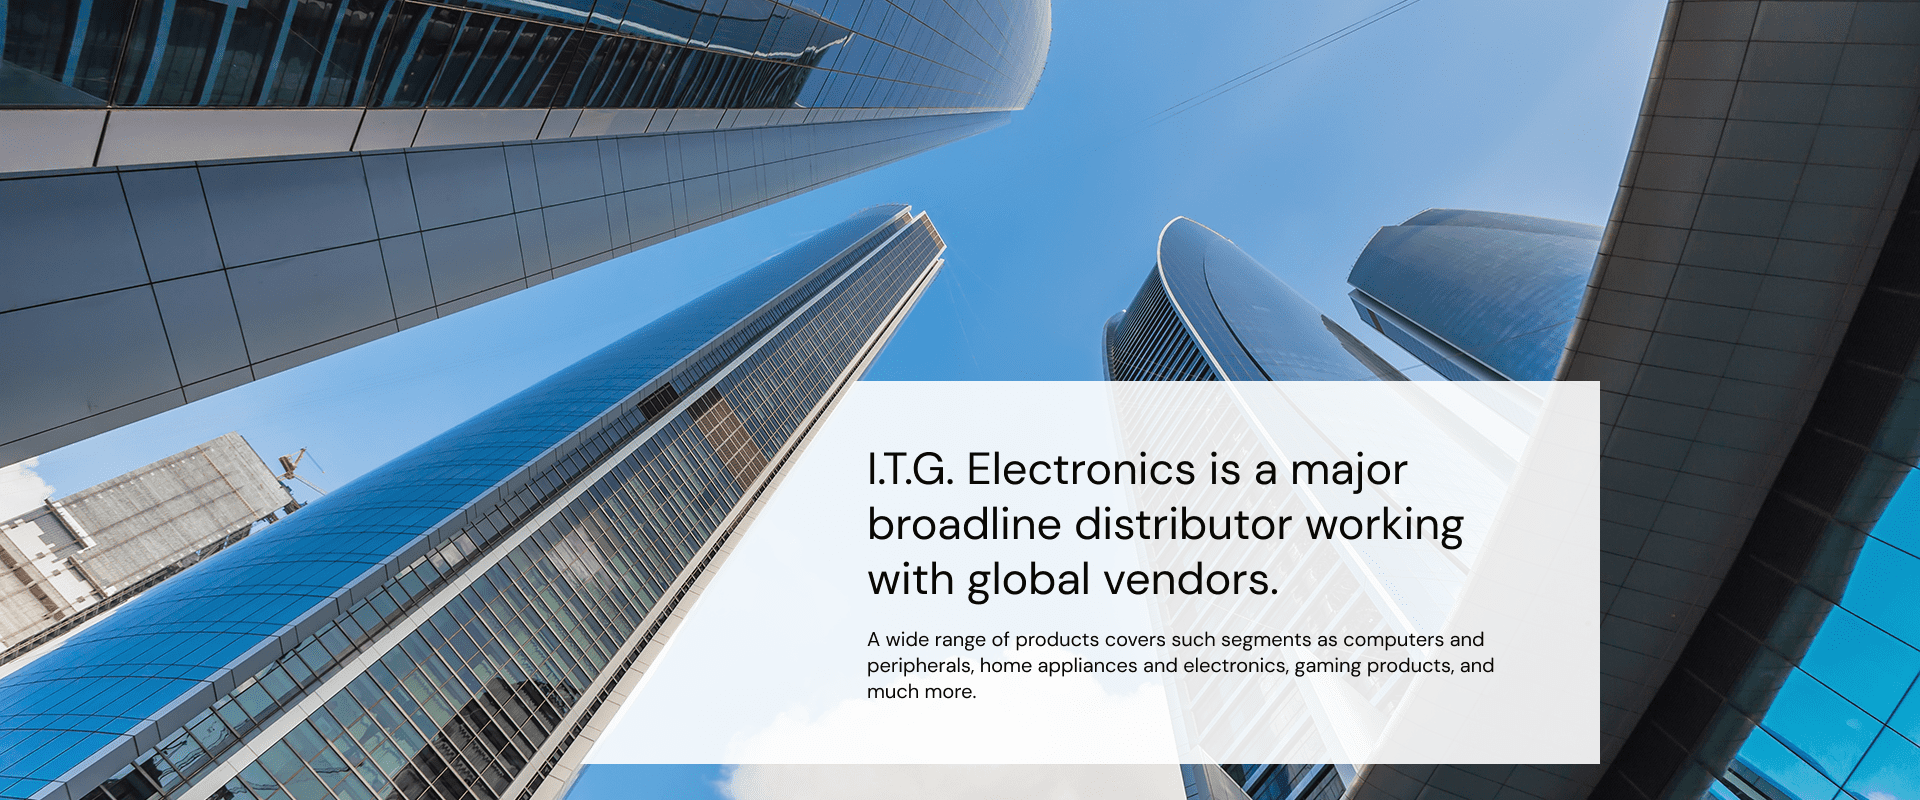 I.T.G. Electronics is a major
broadline distributor working
with global vendors.
A wide range of products covers such segments as computers and
peripherals, home appliances and electronics, gaming products, and
much more.